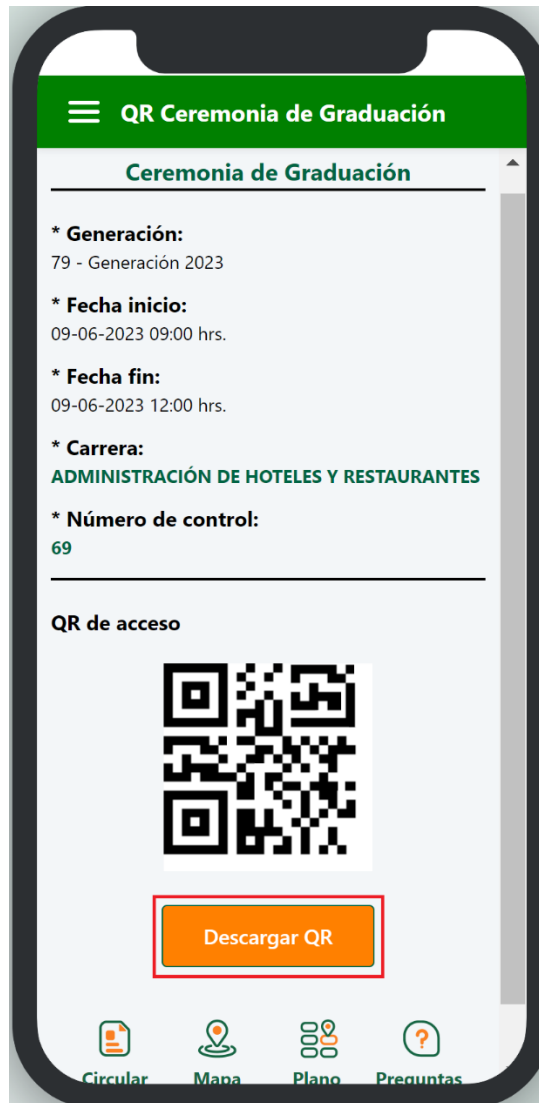 QR Ceremonia de Graduación
Ceremonia de Graduación
* Generación:
79 - Generación 2023
* Fecha inicio:
09-06-2023 09:00 hrs.
* Fecha fin:
09-06-2023 12:00 hrs.
* Carrera:
ADMINISTRACIÓN DE HOTELES Y RESTAURANTES
* Número de control:
69
QR de acceso
Descargar QR
Circular Mapa Plano Preguntas